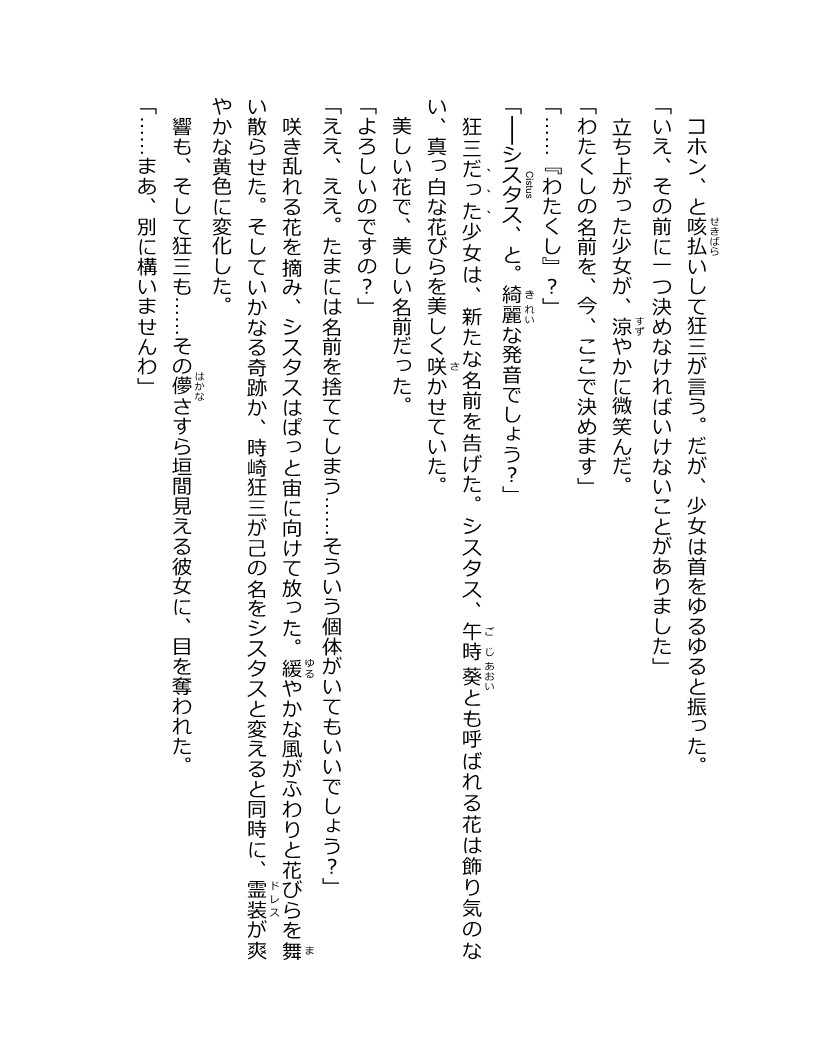 コホン、と咳払いして狂三が言う。だが、少女は首をゆるゆると振った。
「いえ、その前に一つ決めなければいけないことがありました」
立ち上がった少女が、涼やかに微笑んだ。
「わたくしの名前を、今、ここで決めます」
「……『わたくし』？」
「――シスタス、と。綺麗な発音でしょう？」
狂三だった少女は、新たな名前を告げた。シスタス、午時葵とも呼ばれる花は飾り気のな
い、真っ白な花びらを美しく咲かせていた。
美しい花で、美しい名前だった。
「よろしいのですの？」
「ええ、ええ。たまには名前を捨ててしまう……そういう個体がいてもいいでしょう？」
咲き乱れる花を摘み、シスタスはぱっと宙に向けて放った。緩やかな風がふわりと花びらを舞
い散らせた。そしていかなる奇跡か、時崎狂三が己の名をシスタスと変えると同時に、霊装が爽
やかな黄色に変化した。
響も、そして狂三も……その儚さすら垣間見える彼女に、目を奪われた。
「……まあ、別に構いませんわ」